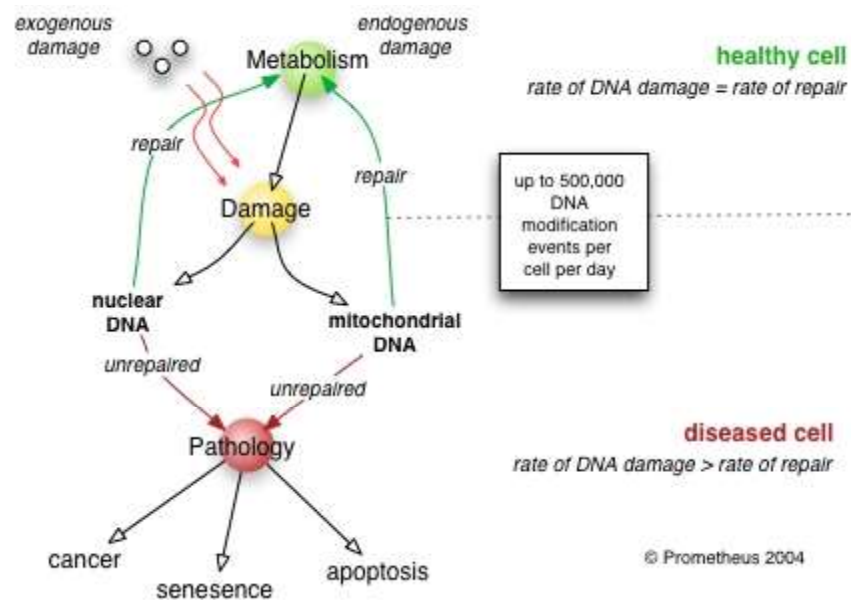 exogenous
damage
endogenous
damage
Metabolism
healthy cell
rate of DNA damage = rate of repair
repair
repair
up to 500,000
DNA
modification
events per
cell per day
Damage
nuclear
DNA
mitochondrial
DNA
unrepaired
unrepaired
Pathology
diseased cell
rate of DNA damage > rate of repair
cancer
senesence
apoptosis
© Prometheus 2004